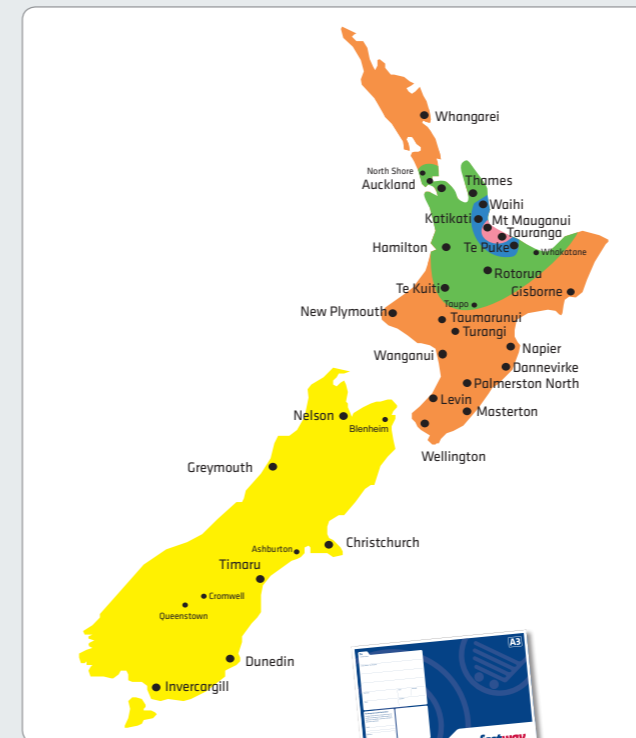 Whangarei
North Shore
Auckland
Thames
Waihi
Katikati
Mt Mauganui
Tauranga
Hamilton
Te Puke
Whakatane
Rotorua
Te Kuiti
Gisborne
Taupo
New Plymouth
Taumarunui
Turangi
Napier
Wanganui
Dannevirke
Palmerston North
Levin
Masterton
Nelson
Blenheim
Wellington
Greymouth
Christchurch
Ashburton
Timaru
Cromwell
Queenstown
Dunedin
Invercargill
A3